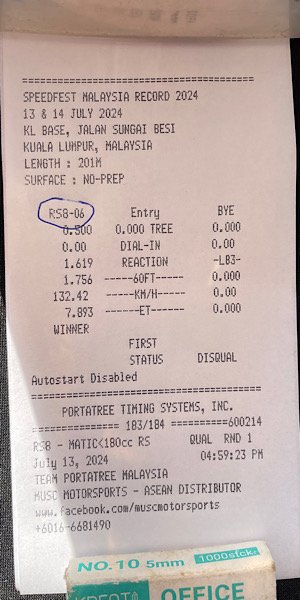 ==================================
SPEEDFEST MALAYSIA RECORD 2024
13 & 14 JULY 2024
KL BASE, JALAN SUNGAI BESI
KUALA LUMPUR, MALAYSIA
LENGTH : 201M
SURFACE : NO-PREP
RS8-06 Entry BYE
0.500 0.000 TREE 0.000
0.00 DIAL-IN 0.00
1.619 REACTION -LB3-
1.756 ------60FT------ 0.000
132.42 ------KM/H----- 0.00
7.893 -------ET------ 0.000
WINNER
FIRST
STATUS DISQUAL
Autostart Disabled
==================================
PORTATREE TIMING SYSTEMS, INC.
=============== 183/184 ==========600214
RS8 - MATIC<180cc RS QUAL RND 1
July 13, 2024 04:59:23 PM
TEAM PORTATREE MALAYSIA
MUSC MOTORSPORTS - ASEAN DISTRIBUTOR
www.facebook.com/muscmotorsports
+6016-6681490
NO.10 5mm 1000stcks
OFFICE